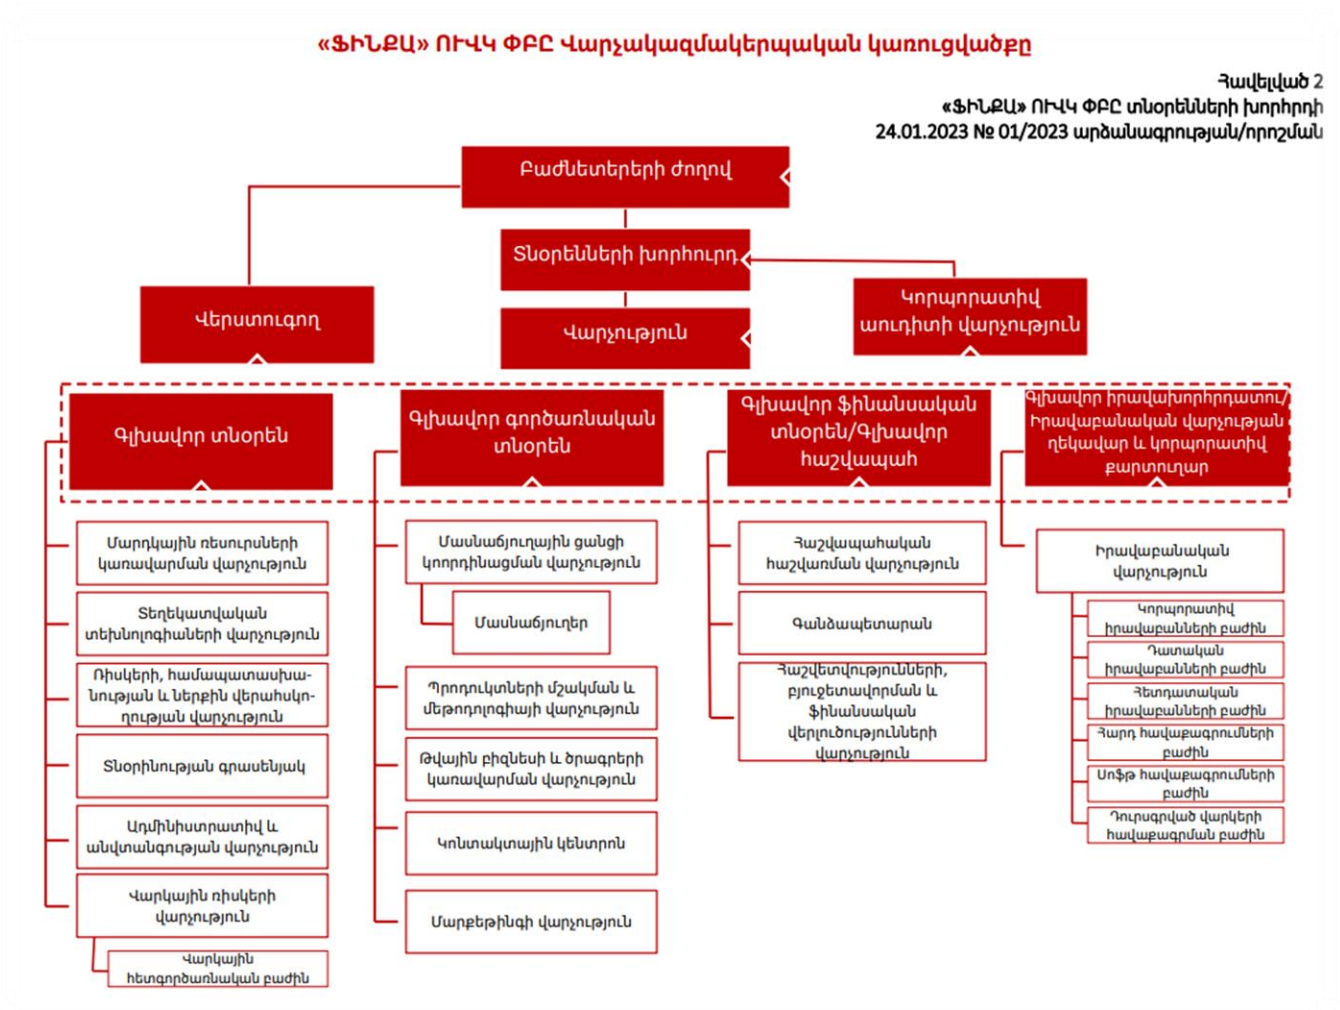 «ՖԻՆՔԱ» ՈՒՎԿ ՓԲԸ Վարչակազմակերպական կառուցվածքը
Հավելված 2
«ՖԻՆՔԱ» ՈՒՎԿ ՓԲԸ տնօրենների խորհրդի
24.01.2023 № 01/2023 արձանագրության/որոշման
Բաժնետերերի ժողով
Տնօրենների խորհուրդ
Վերստուգող
Վարչություն
Կորպորատիվ
աուդիտի վարչություն
Գլխավոր տնօրեն
Մարդկային ռեսուրսների
կառավարման վարչություն
Տեղեկատվական
տեխնոլոգիաների վարչություն
Ռիսկերի, համապատասխա-
նության և ներքին վերահսկո-
ղության վարչություն
Տնօրինության գրասենյակ
Ադմինիստրատիվ և
անվտանգության վարչություն
Վարկային ռիսկերի
վարչություն
Վարկային
հետգործառնական բաժին
Գլխավոր գործառնական
տնօրեն
Մասնաճյուղային ցանցի
կոորդինացման վարչություն
Մասնաճյուղեր
Պրոդուկտների մշակման և
մեթոդոլոգիայի վարչություն
Թվային բիզնեսի և ծրագրերի
կառավարման վարչություն
Կոնտակտային կենտրոն
Մարքեթինգի վարչություն
Գլխավոր ֆինանսական
տնօրեն/Գլխավոր
հաշվապահ
Հաշվապահական
հաշվառման վարչություն
Գանձապետարան
Հաշվետվությունների,
բյուջետավորման և
ֆինանսական
վերլուծությունների
վարչություն
Գլխավոր իրավախորհրդատու/
Իրավաբանական վարչության
ղեկավար և կորպորատիվ
քարտուղար
Իրավաբանական
վարչություն
Կորպորատիվ
իրավաբանների բաժին
Դատական
իրավաբանների բաժին
Հետդատական
իրավաբանների բաժին
Հարդ հավաքագրումների
բաժին
Սոֆթ հավաքագրումների
բաժին
Դուրսգրված վարկերի
հավաքագրման բաժին